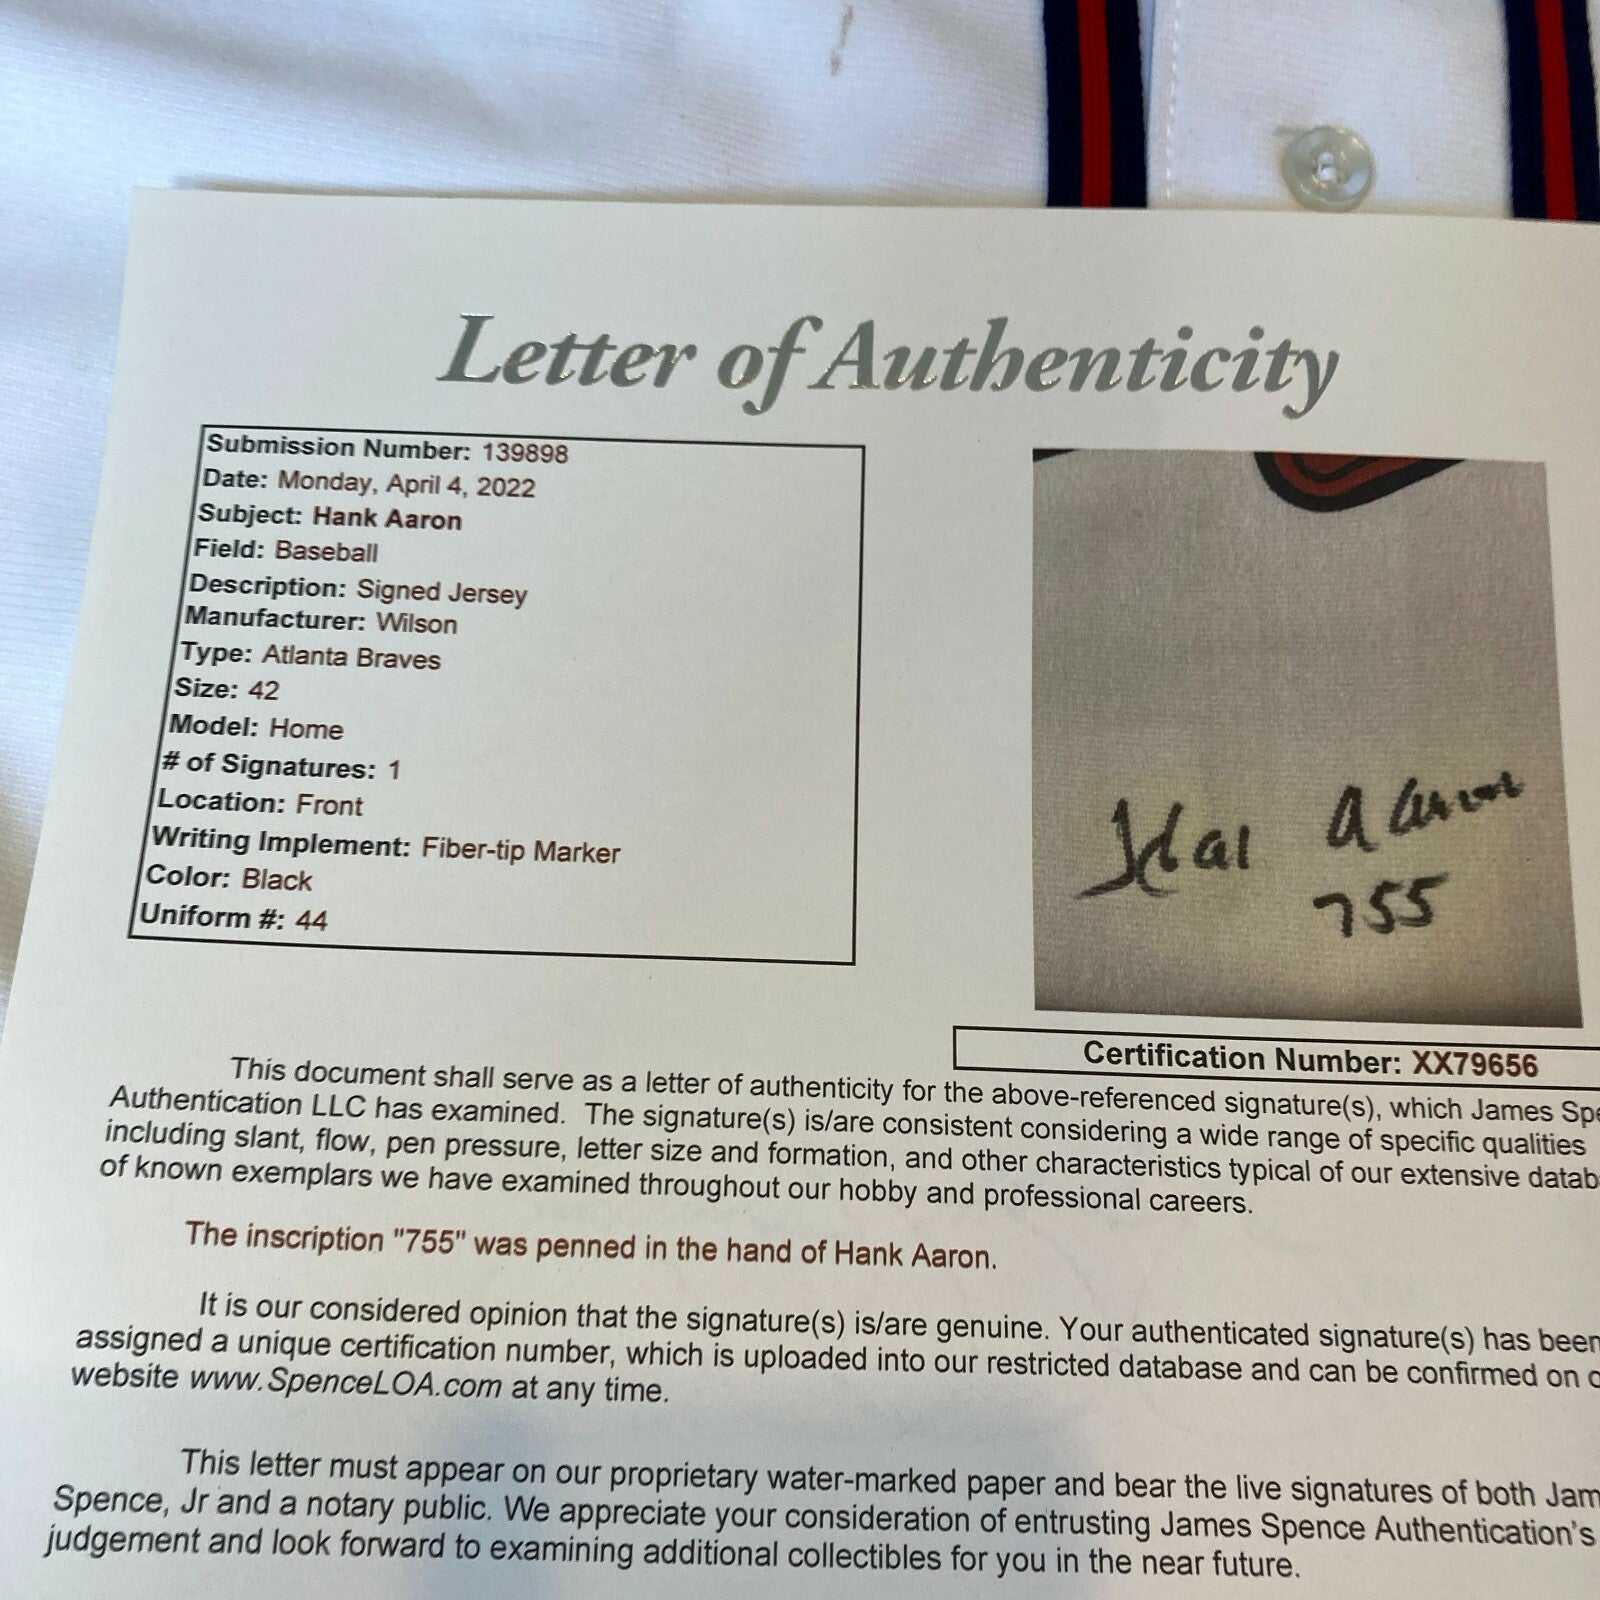 Letter of Authenticity
Submission Number: 139898
Date: Monday, April 4, 2022
Subject: Hank Aaron
Field: Baseball
Description: Signed Jersey
Manufacturer: Wilson
Type: Atlanta Braves
Size: 42
Model: Home
# of Signatures: 1
Location: Front
Writing Implement: Fiber-tip Marker
Color: Black
Uniform #: 44
Aaron
755
Certification Number: XX79656
This document shall serve as a letter of authenticity for the above-referenced signature(s), which James Spe
Authentication LLC has examined. The signature(s) is/are consistent considering a wide range of specific qualities
including slant, flow, pen pressure, letter size and formation, and other characteristics typical of our extensive datab
of known exemplars we have examined throughout our hobby and professional careers.
The inscription "755" was penned in the hand of Hank Aaron.
It is our considered opinion that the signature(s) is/are genuine. Your authenticated signature(s) has been
assigned a unique certification number, which is uploaded into our restricted database and can be confirmed on o
website www.SpenceLOA.com at any time.
This letter must appear on our proprietary water-marked paper and bear the live signatures of both Jam
Spence, Jr and a notary public. We appreciate your consideration of entrusting James Spence Authentication's
judgement and look forward to examining additional collectibles for you in the near future.